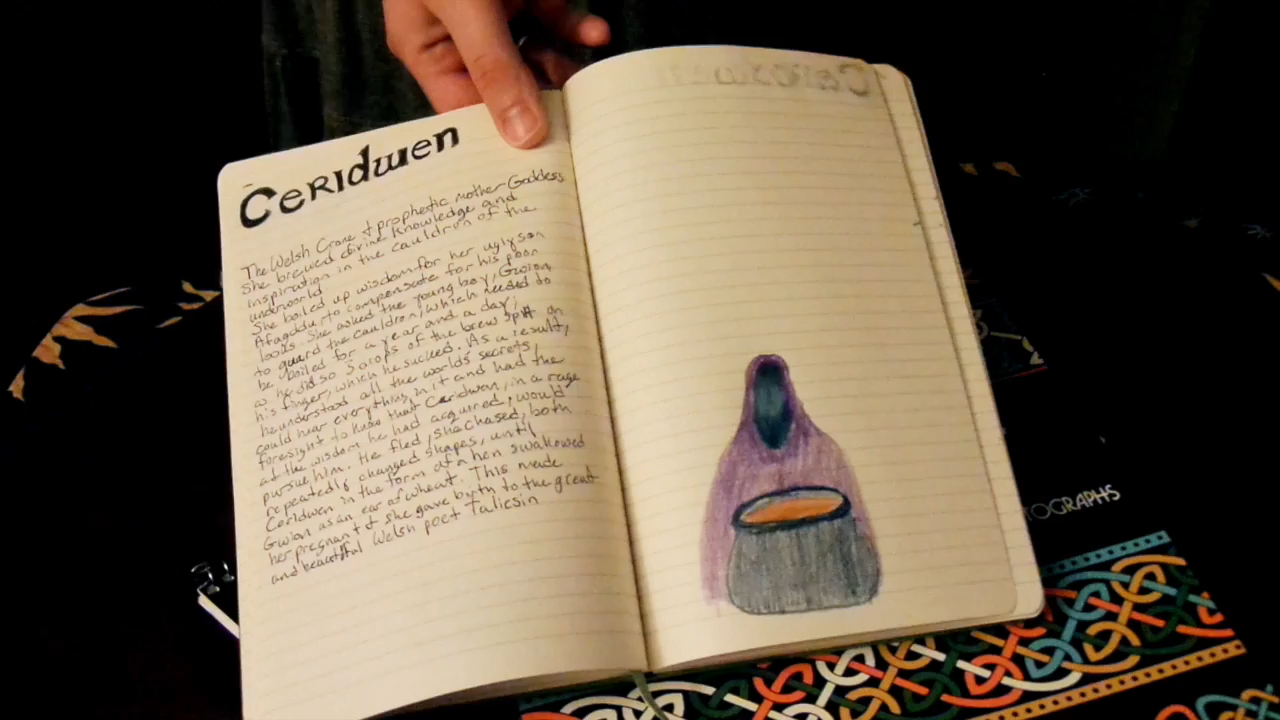 Ceridwen
The Welsh Crone & prophetic mother Goddess
She brewed divine knowledge and
inspiration in the cauldron of the
underworld
She boiled up wisdom for her ugly son
Afagddu, to compensate for his poor
looks. She asked the young boy, Gwion,
to guard the cauldron, which needed to
be boiled for a year and a day;
as he did so 3 drops of the brew spilt on
his finger, which he sucked. As a result,
he understood all the worlds secrets,
could hear everything in it and had the
foresight to know that Ceridwen, in a rage
at the wisdom he had acquired, would
pursue him. He fled, she chased, both
repeatedly changed shapes, until
Ceridwen in the form of a hen swallowed
Gwion as an ear of wheat. This made
her pregnant & she gave birth to the great
and beautiful Welsh poet Taliesin
TOGRAPHS